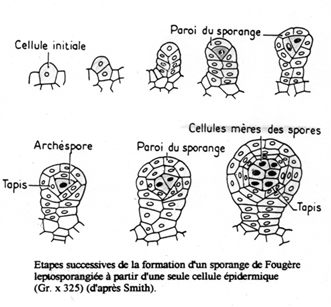 Paroi du sporange
Cellule initiale
Cellules mères des spores
Archéspore
Paroi du sporange
Tapis
Tapis
Etapes successives de la formation d'un sporange de Fougère
leptosporangiée à partir d'une seule cellule épidermique
(Gr. x 325) (d'après Smith).